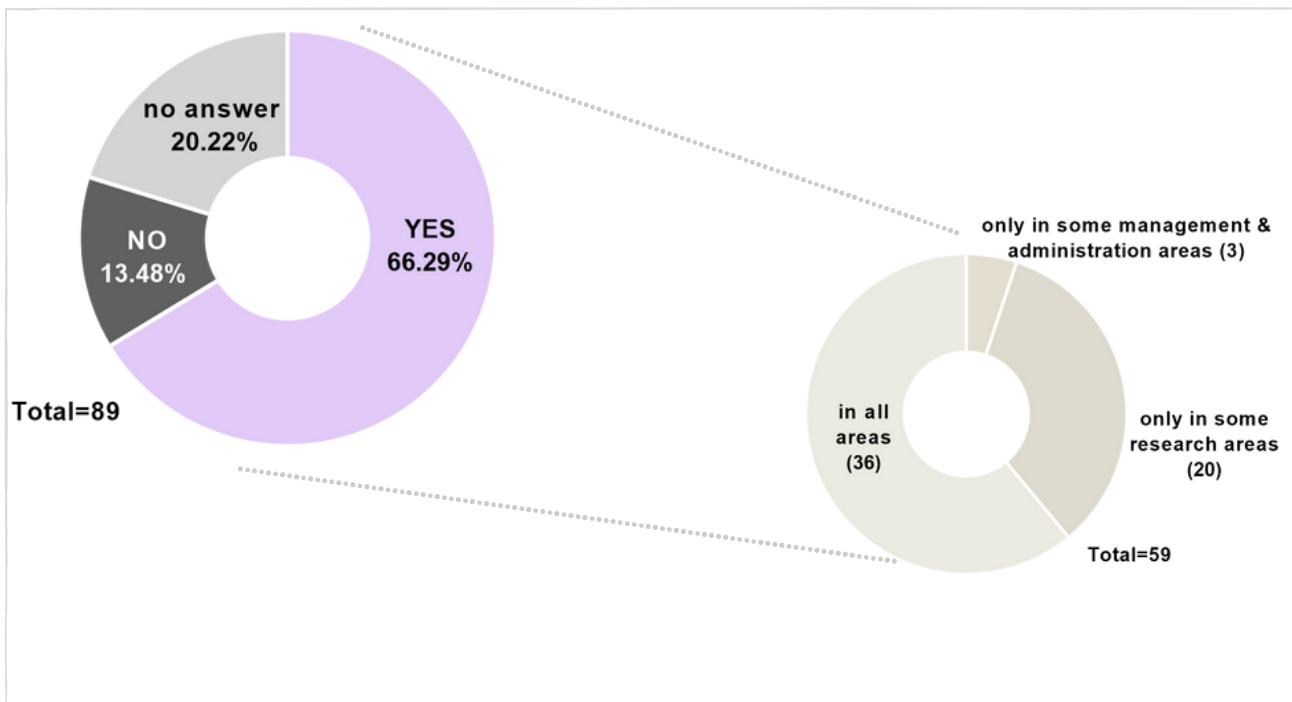 no answer
20.22%
YES
66.29%
NO
13.48%
Total=89
only in some management &
administration areas (3)
in all
areas
(36)
only in some
research areas
(20)
Total=59